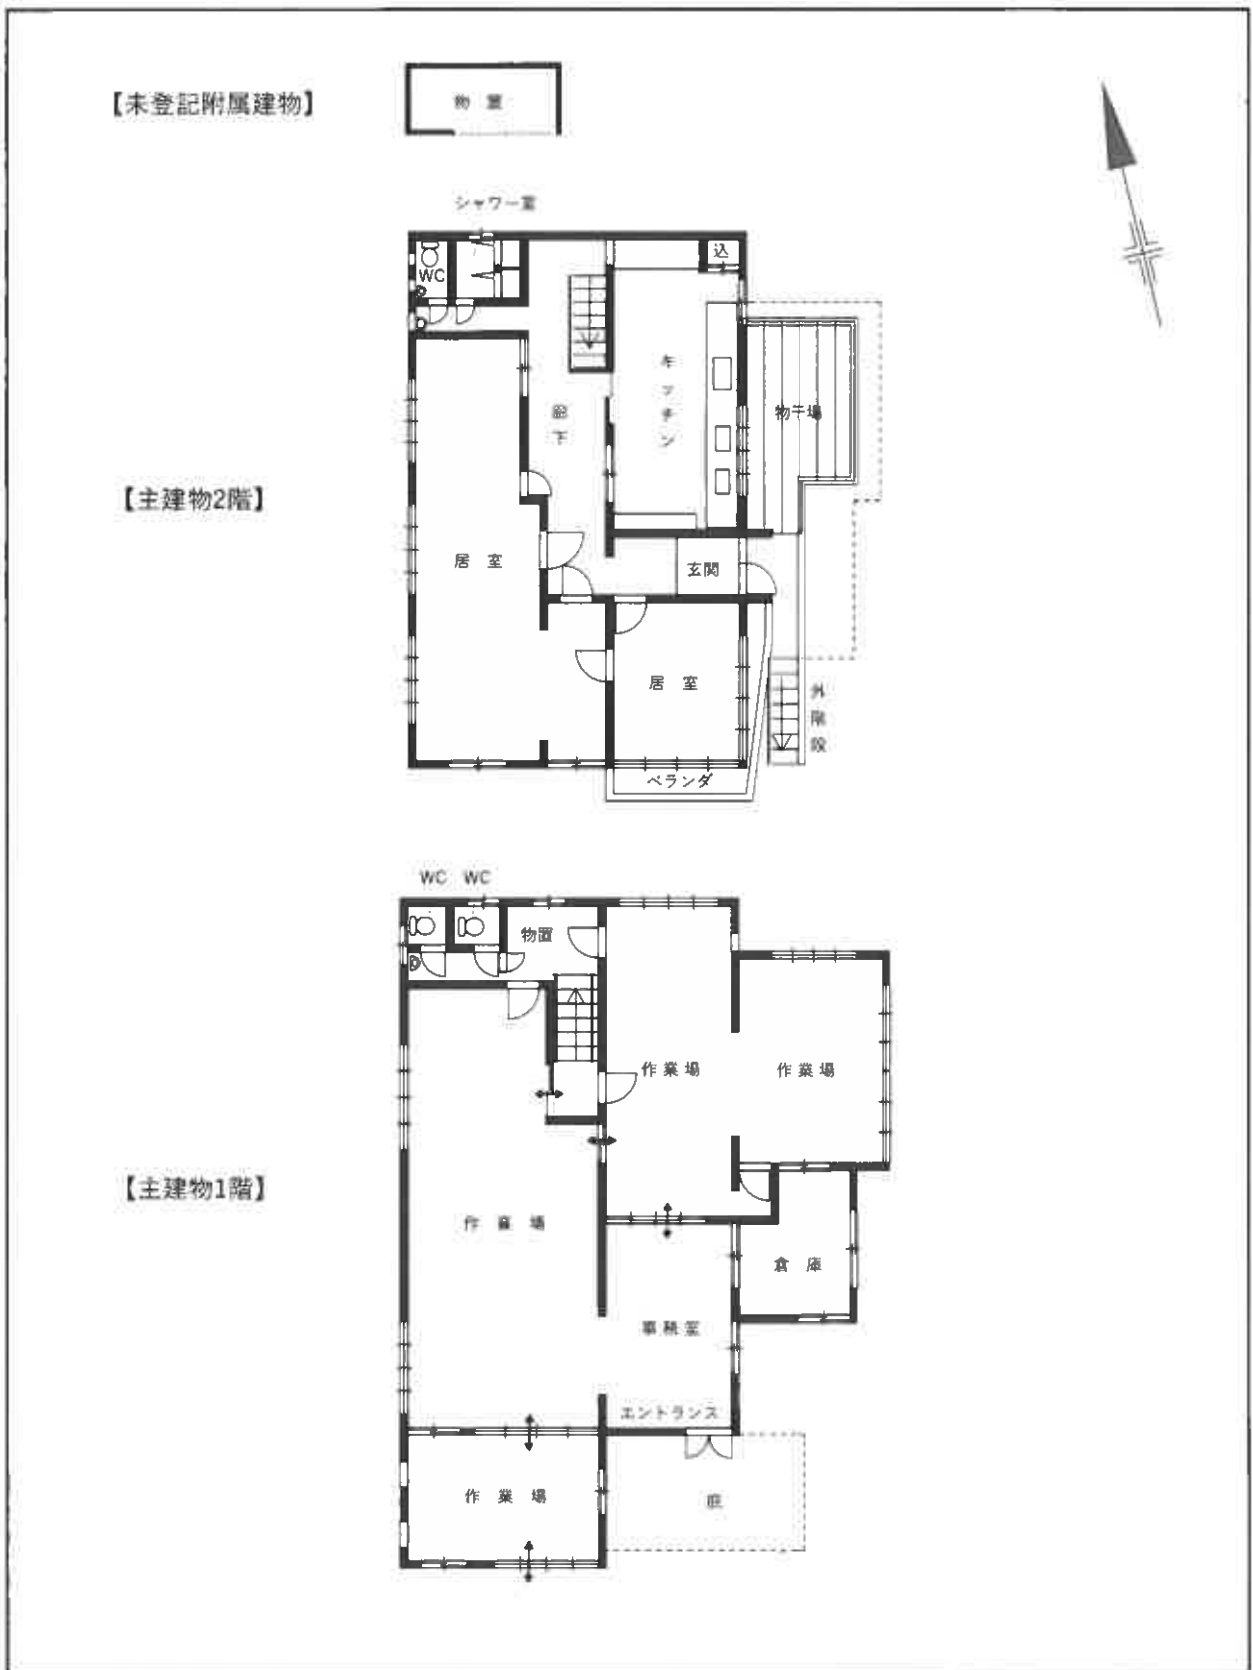 【未登記附属建物】
物 置
シャワー室
WC
込
キッチン
廊下
物干場
【主建物2階】
居 室
玄関
居 室
外階段
ベランダ
WC WC
物置
作業場
作業場
【主建物1階】
作 業 場
倉 庫
事務室
エントランス
作 業 場
庇